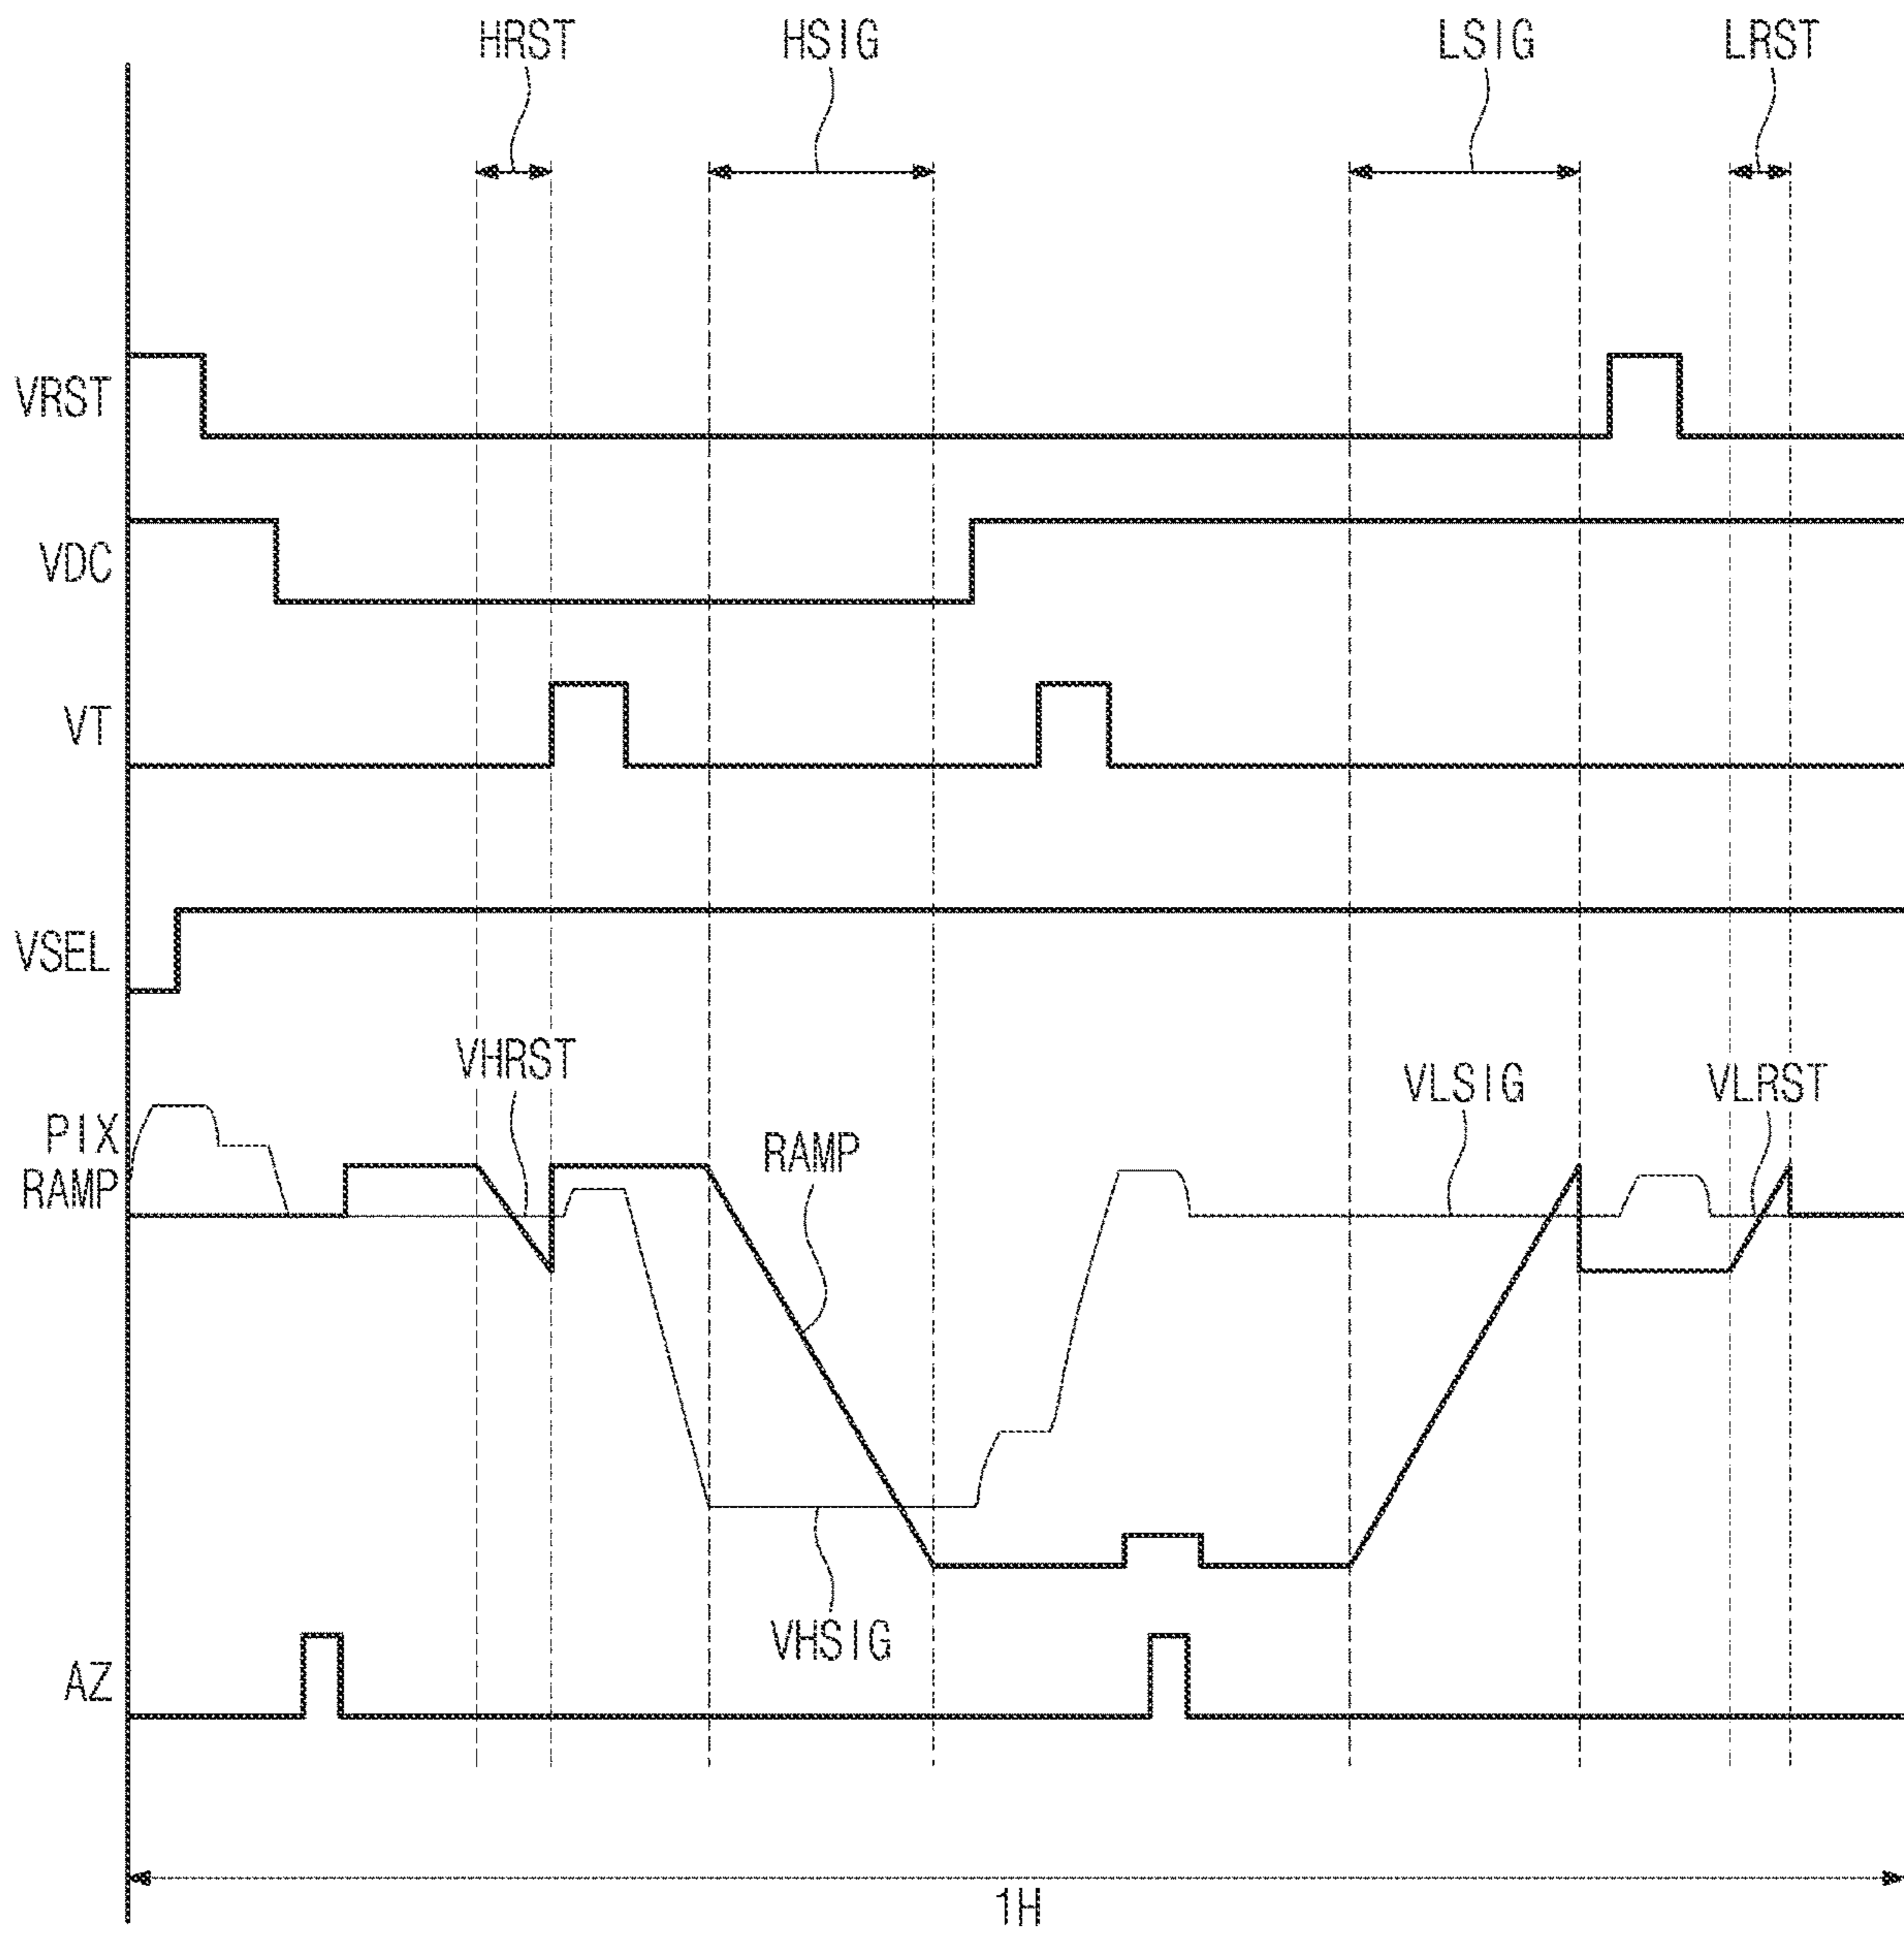 HRST HSIG LSIG LRST
VRST
VDC
VT
VSEL
VHRST VLSIG VLRST
PIX
RAMP
RAMP
VHSIG
AZ
1H